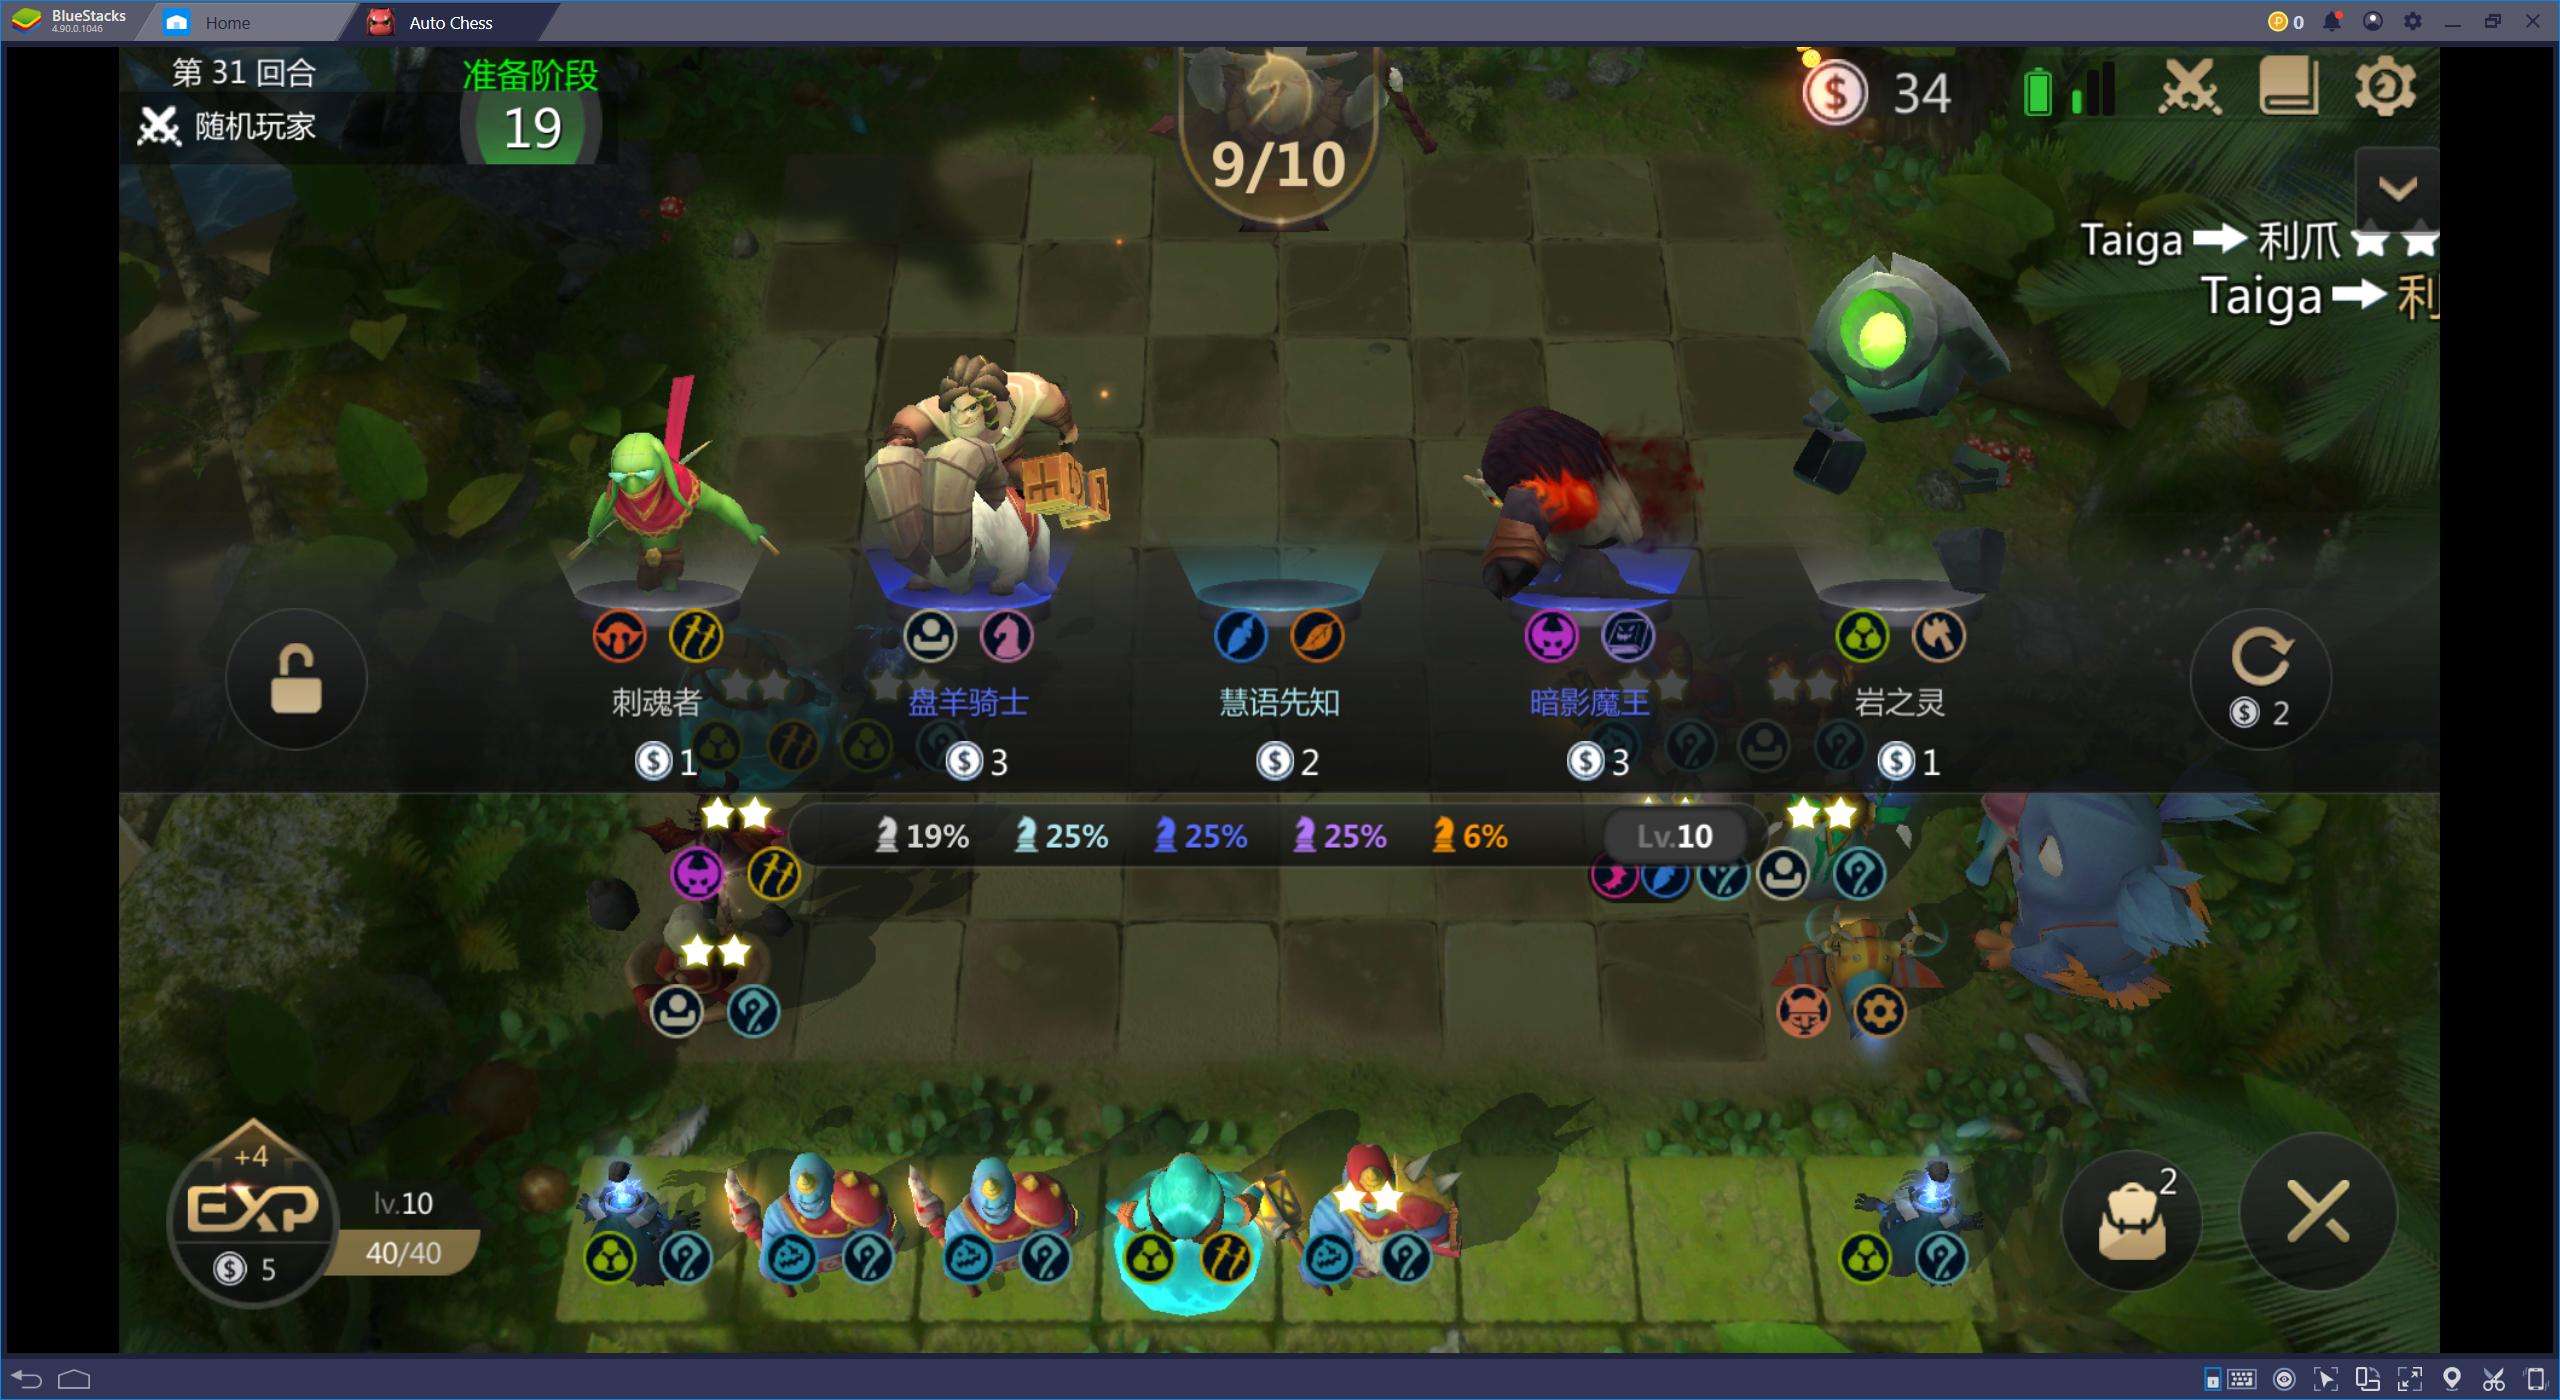 BlueStacks
4.90.0.1046
Home
Auto Chess
0
第 31 回合
准备阶段
随机玩家
19
9/10
34
Taiga 利爪
Taiga 利
刺魂者
盘羊骑士
慧语先知
暗影魔王
岩之灵
1
3
2
3
1
2
19%
25%
25%
25%
6%
Lv.10
+4
EXP
5
lv.10
40/40
2